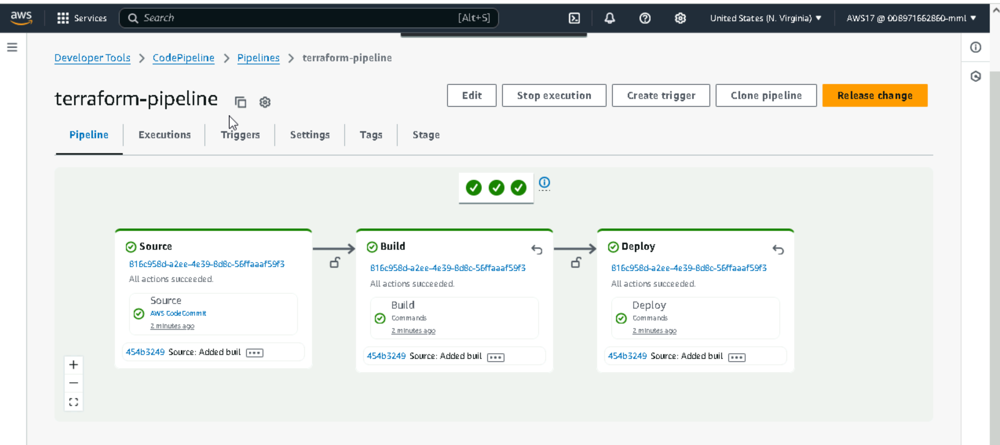 aws
Services
Search
[Alt+S]
United States (N. Virginia)
AWS17 @ 008971662860-mml
Developer Tools > CodePipeline > Pipelines > terraform-pipeline
terraform-pipeline
Edit
Stop execution
Create trigger
Clone pipeline
Release change
Pipeline
Executions
Triggers
Settings
Tags
Stage
Source
816c958d-a2ee-4e39-8d8c-56ffaaaf59f3
All actions succeeded.
Source
AWS CodeCommit
2 minutes ago
454b3249 Source: Added buil
Build
816c958d-a2ee-4e39-8d8c-56ffaaaf59f3
All actions succeeded.
Build
Commands
2 minutes ago
454b3249 Source: Added buil
Deploy
816c958d-a2ee-4e39-8d8c-56ffaaaf59f3
All actions succeeded.
Deploy
Commands
2 minutes ago
454b3249 Source: Added buil